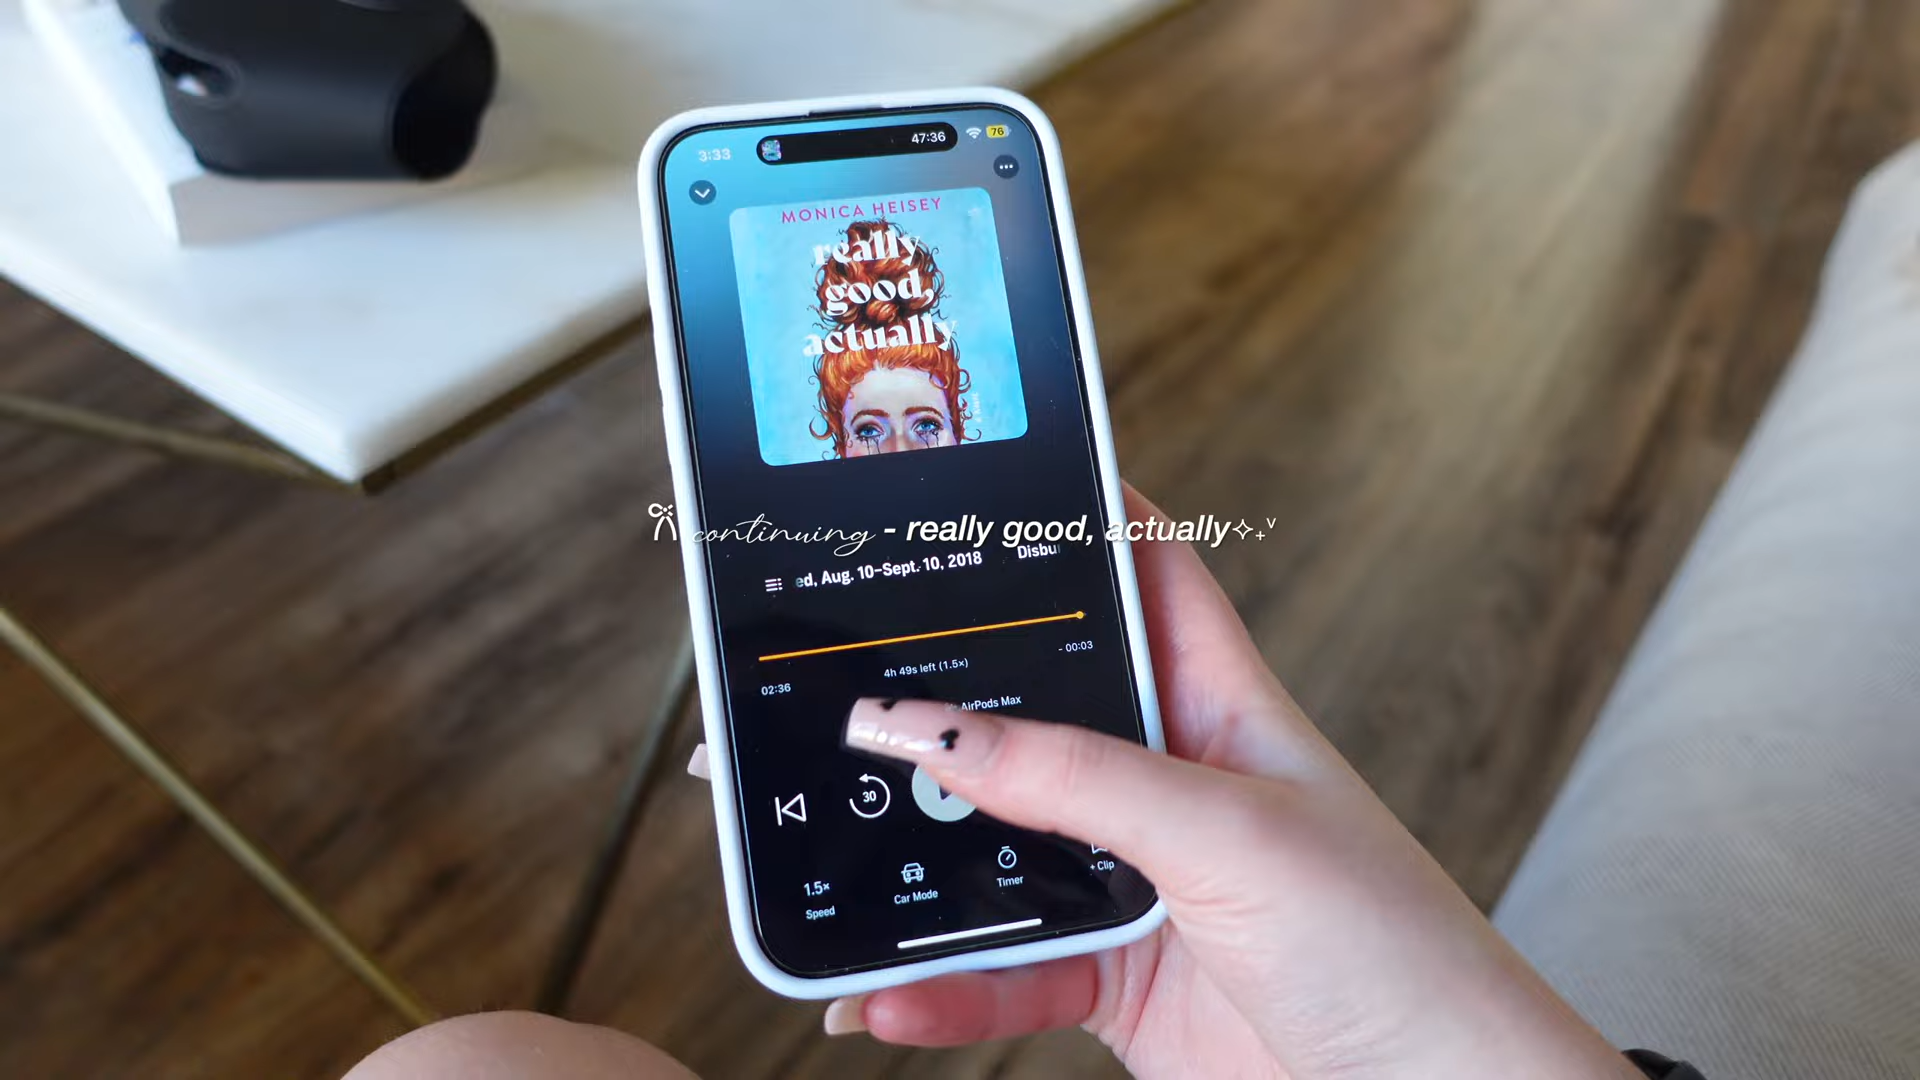 3:33
47:36
76
MONICA HEISEY
really
good,
actually
continuing - really good, actually
ed, Aug. 10–Sept. 10, 2018 Disbu
02:36
4h 49s left (1.5×)
- 00:03
AirPods Max
30
1.5×
Speed
Car Mode
Timer
+ Clip